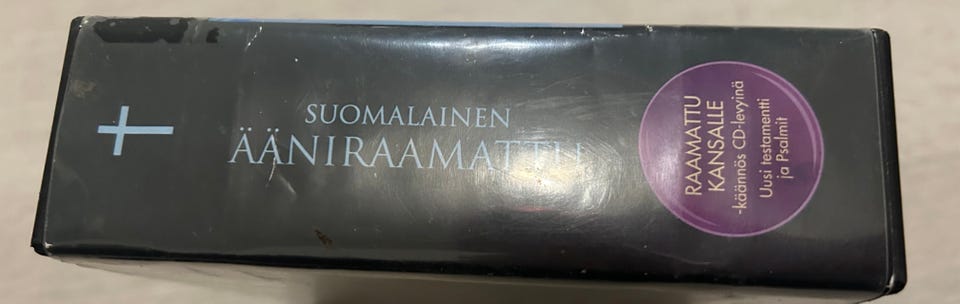 SUOMALAINEN
ÄÄNIRAAMATTU
RAAMATTU
KANSALLE
-käännös CD-levyinä
Uusi testamentti
ja Psalmit